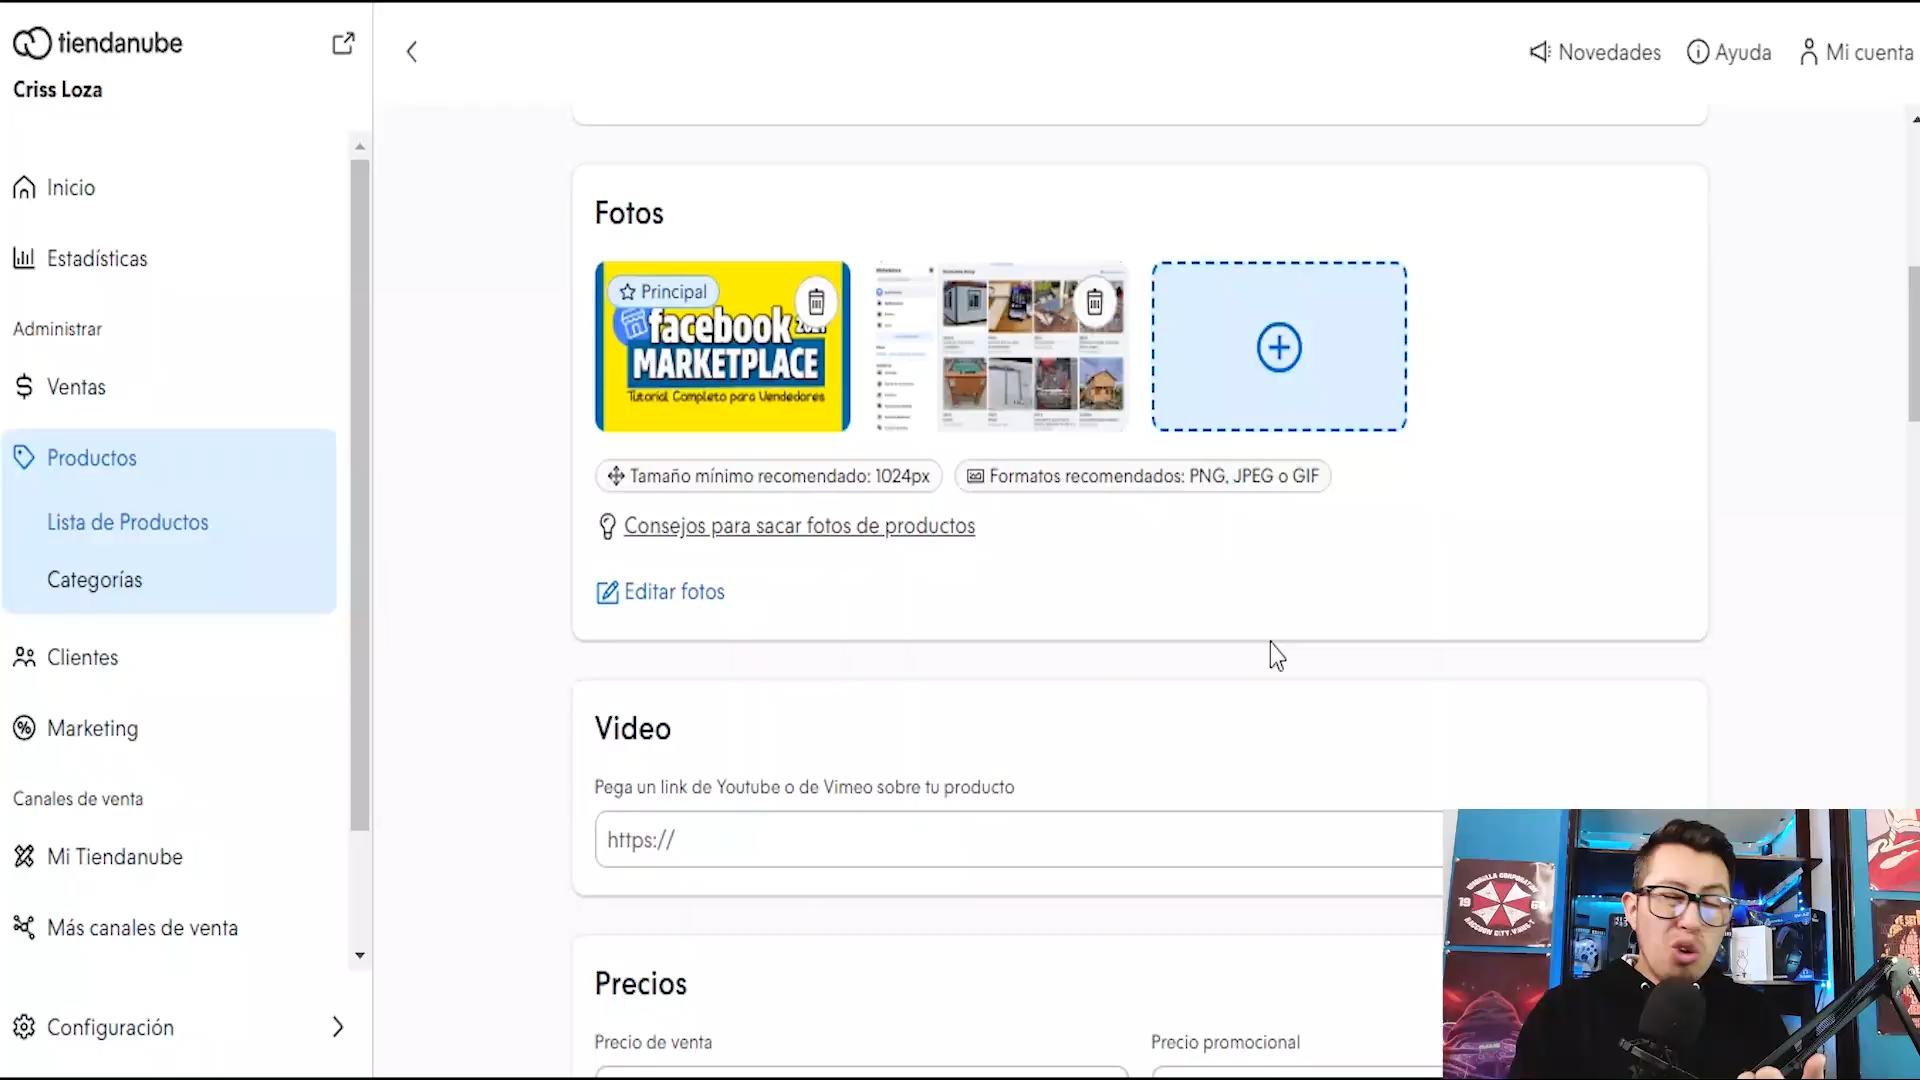 tiendanube
Criss Loza
Inicio
Estadísticas
Administrar
Ventas
Productos
Lista de Productos
Categorías
Clientes
Marketing
Canales de venta
Mi Tiendanube
Más canales de venta
Configuración
Novedades
Ayuda
Mi cuenta
Fotos
Principal
facebook
MARKETPLACE
Tutorial Completo para Vendedores
Tamaño mínimo recomendado: 1024px
Formatos recomendados: PNG, JPEG o GIF
Consejos para sacar fotos de productos
Editar fotos
Video
Pega un link de Youtube o de Vimeo sobre tu producto
https://
Precios
Precio de venta
Precio promocional